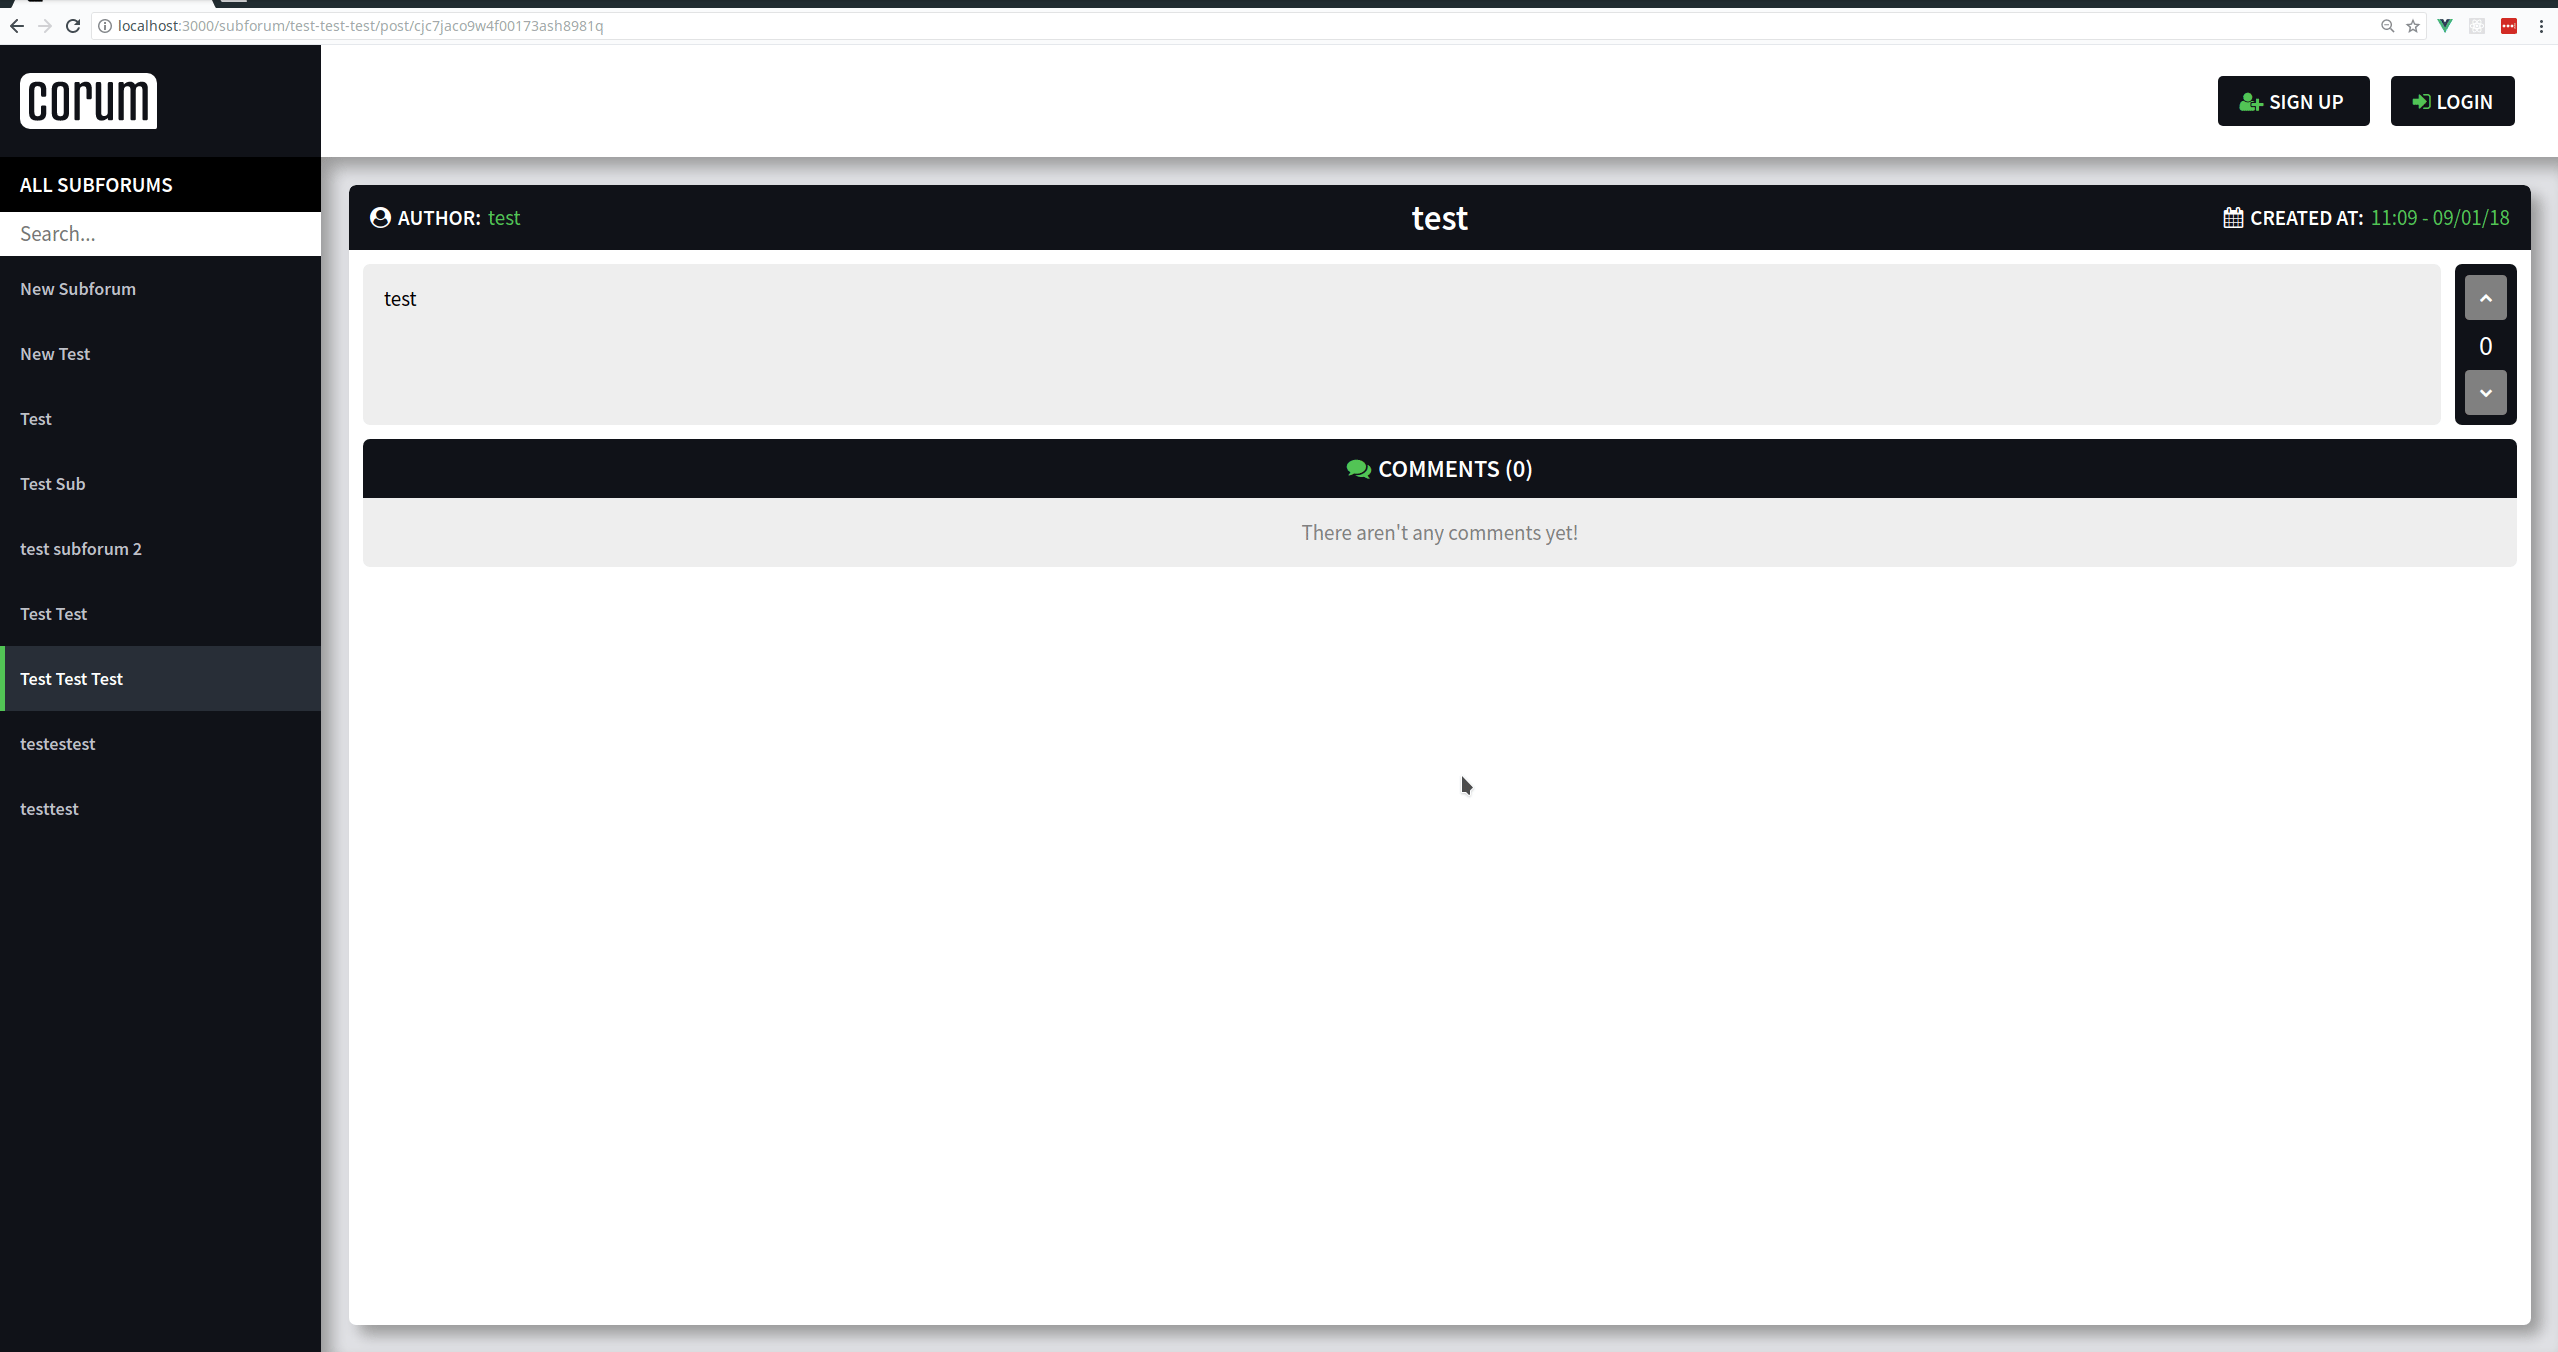 localhost:3000/subforum/test-test-test/post/cjc7jaco9w4f00173ash8981q
corum
SIGN UP
LOGIN
ALL SUBFORUMS
Search...
New Subforum
New Test
Test
Test Sub
test subforum 2
Test Test
Test Test Test
testestest
testtest
AUTHOR: test
test
CREATED AT: 11:09 - 09/01/18
test
0
COMMENTS (0)
There aren't any comments yet!